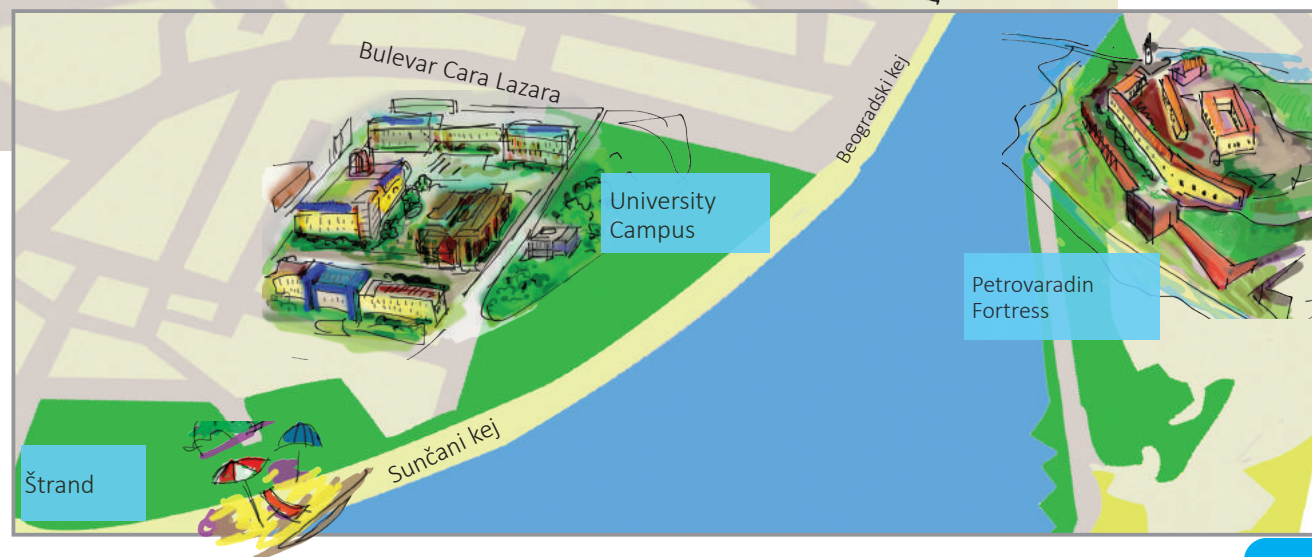 Bulevar Cara Lazara
Beogradski kej
University
Campus
Petrovaradin
Fortress
Sunčani kej
Štrand